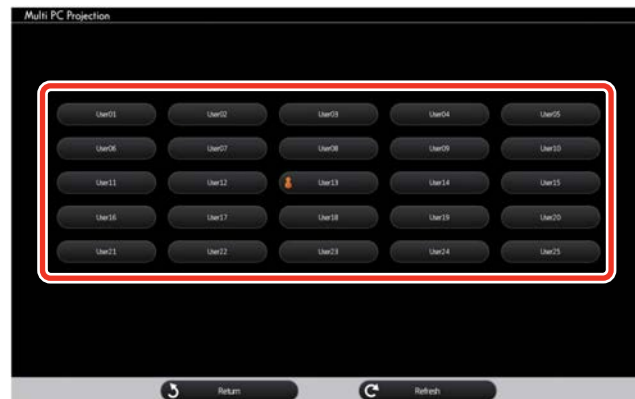 Multi PC Projection
User01 User02 User03 User04 User05
User06 User07 User08 User09 User10
User11 User12 User13 User14 User15
User16 User17 User18 User19 User20
User21 User22 User23 User24 User25
Return Refresh